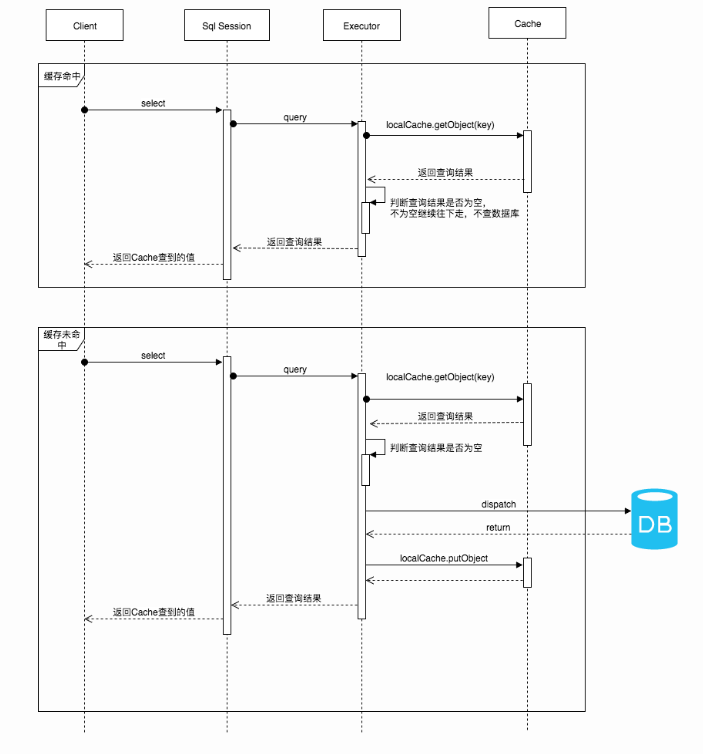 Client
Sql Session
Executor
Cache
缓存命中
select
query
localCache.getObject(key)
返回查询结果
判断查询结果是否为空，
不为空继续往下走，不查数据库
返回查询结果
返回Cache查到的值
缓存未命
中
select
query
localCache.getObject(key)
返回查询结果
判断查询结果是否为空
dispatch
DB
return
localCache.putObject
返回查询结果
返回Cache查到的值